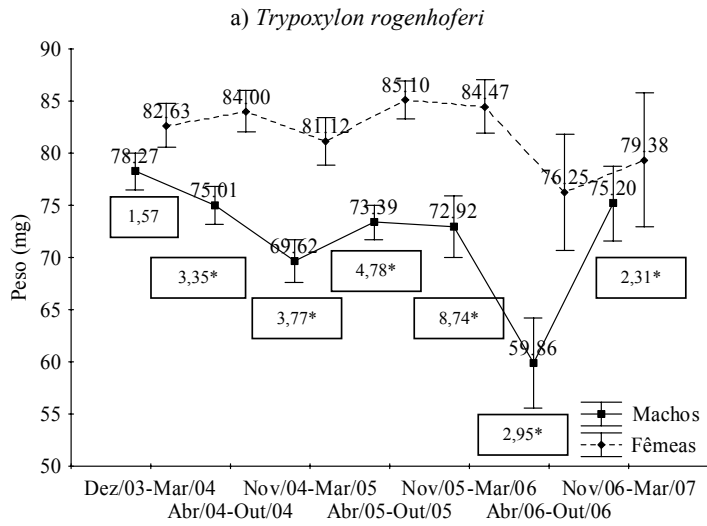 a) Trypoxylon rogenhoferi
90
85
80
75
70
65
60
55
50
Peso (mg)
82.63
84.00
81.12
85.10
84.47
76.25
79.38
78.27
75.01
69.62
73.39
72.92
59.86
75.20
1,57
3,35*
3,77*
4,78*
8,74*
2,95*
2,31*
Machos
Fêmeas
Dez/03-Mar/04
Nov/04-Mar/05
Nov/05-Mar/06
Nov/06-Mar/07
Abr/04-Out/04
Abr/05-Out/05
Abr/06-Out/06